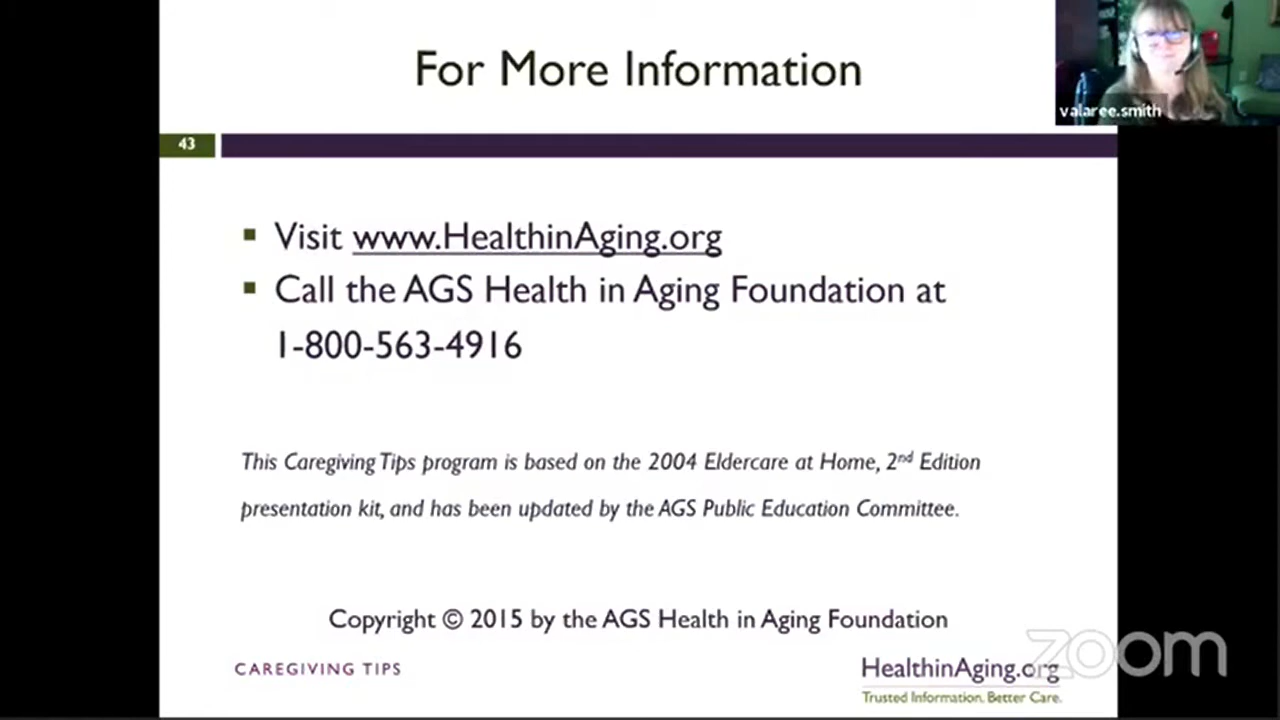 For More Information
valaree.smith
43
▪ Visit www.HealthinAging.org
▪ Call the AGS Health in Aging Foundation at
1-800-563-4916
This Caregiving Tips program is based on the 2004 Eldercare at Home, 2nd Edition
presentation kit, and has been updated by the AGS Public Education Committee.
Copyright © 2015 by the AGS Health in Aging Foundation
CAREGIVING TIPS
HealthinAging.org
Trusted Information. Better Care.
zoom